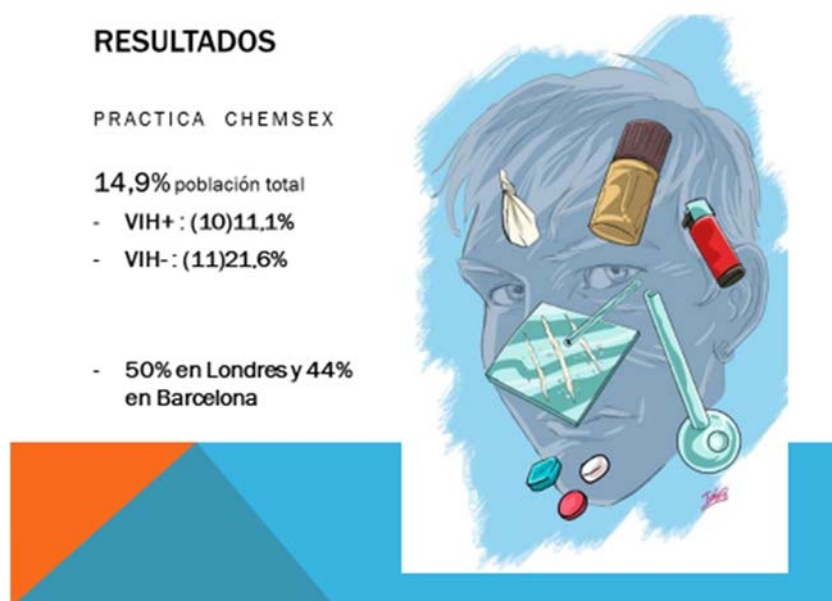 RESULTADOS
PRACTICA CHEMSEX
14,9% población total
- VIH+ : (10)11,1%
- VIH- : (11)21,6%
- 50% en Londres y 44%
en Barcelona